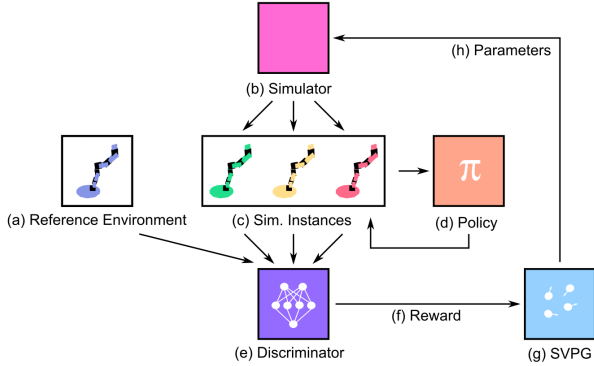 (h) Parameters
(b) Simulator
π
(a) Reference Environment
(c) Sim. Instances
(d) Policy
(f) Reward
(e) Discriminator
(g) SVPG